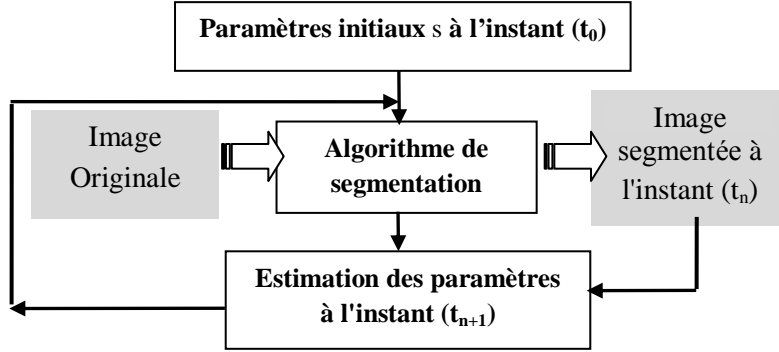 Paramètres initiaux s à l'instant (t₀)
Image
Originale
Algorithme de
segmentation
Image
segmentée à
l'instant (tₙ)
Estimation des paramètres
à l'instant (tₙ₊₁)